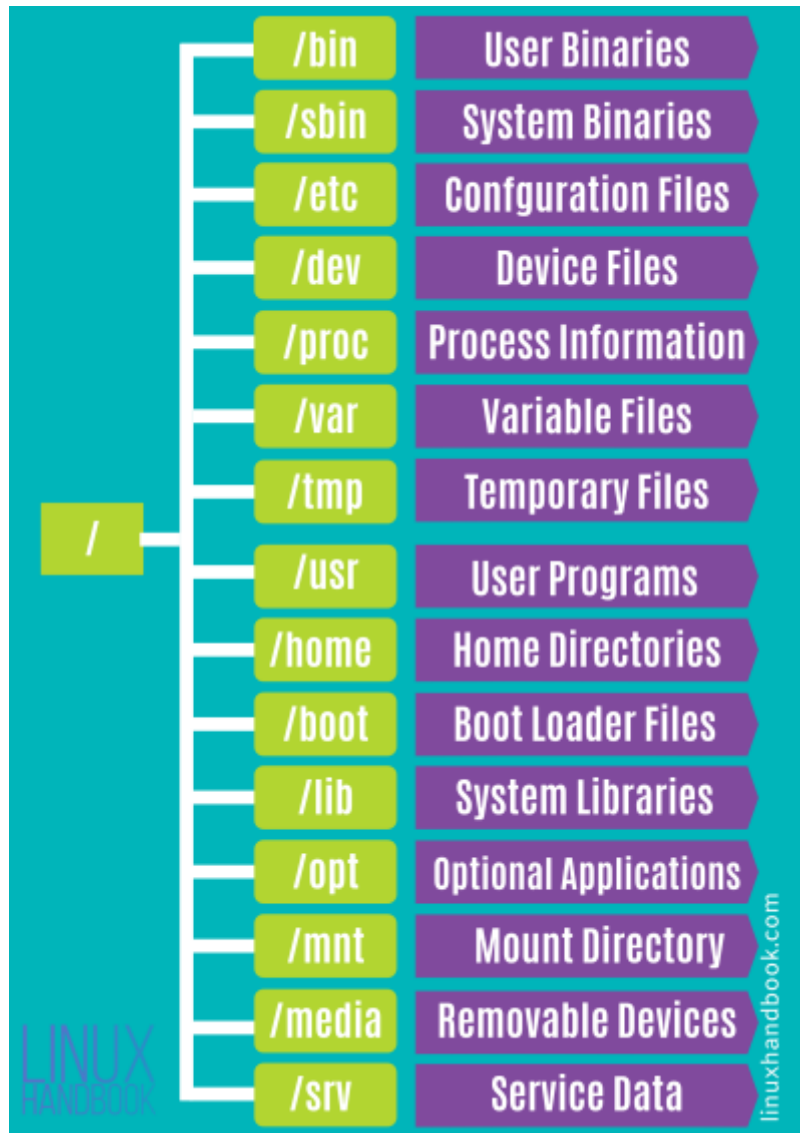 /bin User Binaries
/sbin System Binaries
/etc Confguration Files
/dev Device Files
/proc Process Information
/var Variable Files
/tmp Temporary Files
/
/usr User Programs
/home Home Directories
/boot Boot Loader Files
/lib System Libraries
/opt Optional Applications
/mnt Mount Directory
/media Removable Devices
/srv Service Data
LINUX
HANDBOOK
linuxhandbook.com